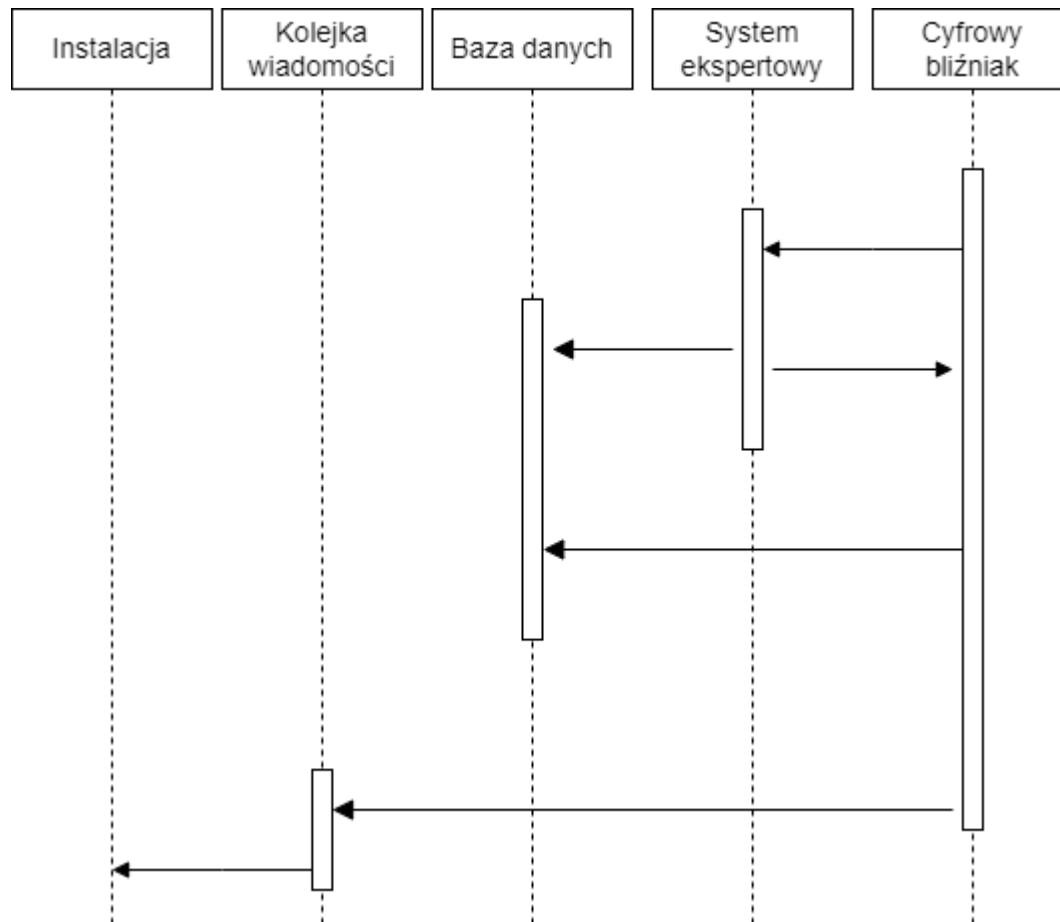 Instalacja
Kolejka
wiadomości
Baza danych
System
ekspertowy
Cyfrowy
bliźniak